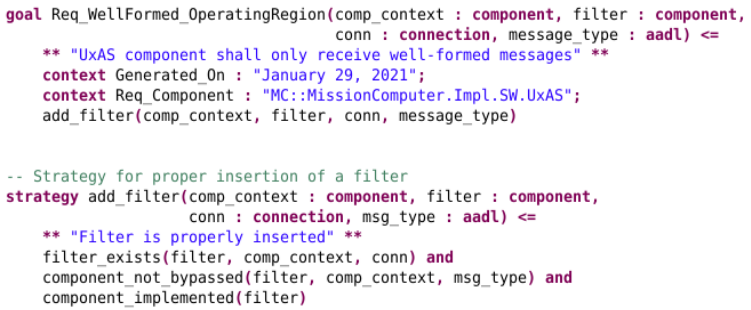 goal Req_WellFormed_OperatingRegion(comp_context : component, filter : component,
conn : connection, message_type : aadl) <=
** "UxAS component shall only receive well-formed messages" **
context Generated_On : "January 29, 2021";
context Req_Component : "MC::MissionComputer.Impl.SW.UxAS";
add_filter(comp_context, filter, conn, message_type)
-- Strategy for proper insertion of a filter
strategy add_filter(comp_context : component, filter : component,
conn : connection, msg_type : aadl) <=
** "Filter is properly inserted" **
filter_exists(filter, comp_context, conn) and
component_not_bypassed(filter, comp_context, msg_type) and
component_implemented(filter)